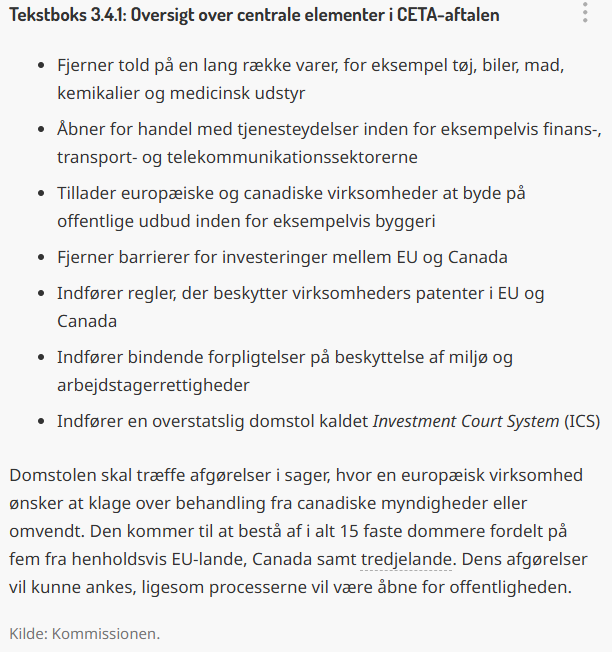 Tekstboks 3.4.1: Oversigt over centrale elementer i CETA-aftalen
• Fjerner told på en lang række varer, for eksempel tøj, biler, mad,
kemikalier og medicinsk udstyr
• Åbner for handel med tjenesteydelser inden for eksempelvis finans-,
transport- og telekommunikationssektorerne
• Tillader europæiske og canadiske virksomheder at byde på
offentlige udbud inden for eksempelvis byggeri
• Fjerner barrierer for investeringer mellem EU og Canada
• Indfører regler, der beskytter virksomheders patenter i EU og
Canada
• Indfører bindende forpligtelser på beskyttelse af miljø og
arbejdstagerrettigheder
• Indfører en overstatslig domstol kaldet Investment Court System (ICS)
Domstolen skal træffe afgørelser i sager, hvor en europæisk virksomhed
ønsker at klage over behandling fra canadiske myndigheder eller
omvendt. Den kommer til at bestå af i alt 15 faste dommere fordelt på
fem fra henholdsvis EU-lande, Canada samt tredjelande. Dens afgørelser
vil kunne ankes, ligesom processerne vil være åbne for offentligheden.
Kilde: Kommissionen.